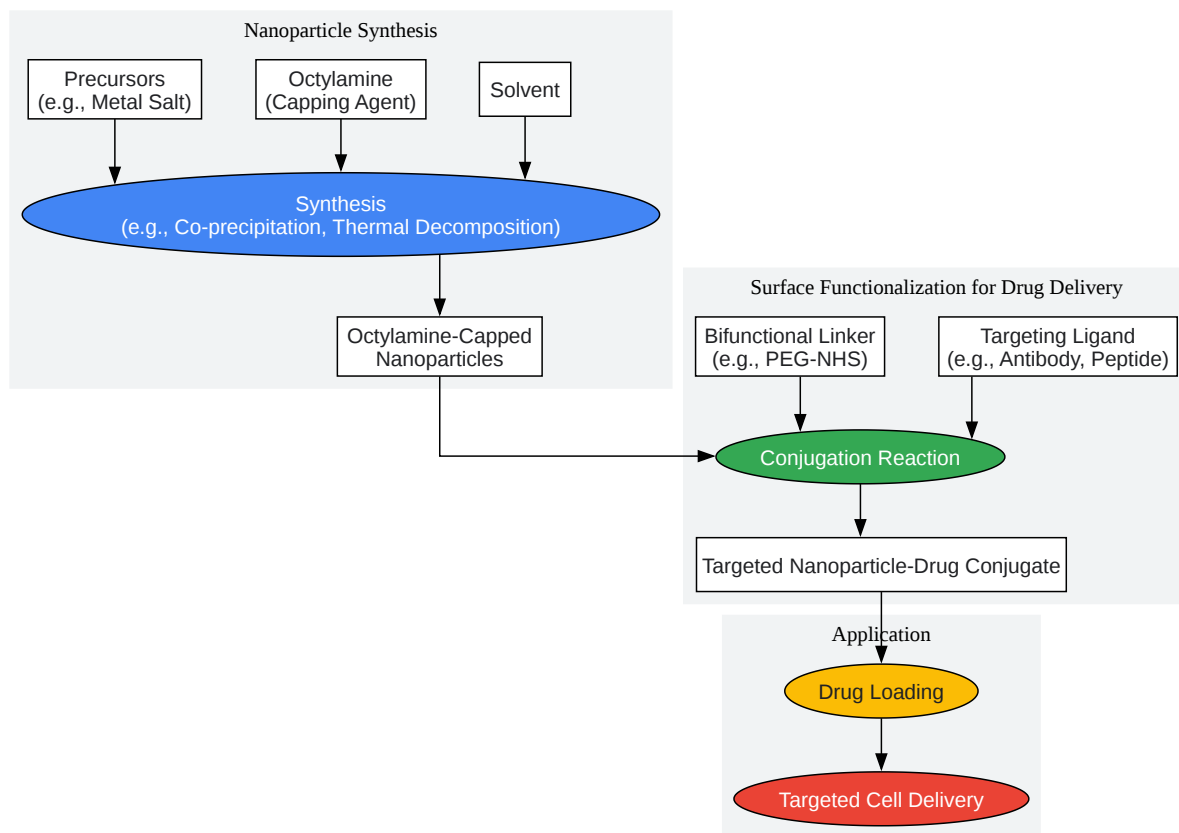 Nanoparticle Synthesis
Precursors
(e.g., Metal Salt)
Octylamine
(Capping Agent)
Solvent
Synthesis
(e.g., Co-precipitation, Thermal Decomposition)
Octylamine-Capped
Nanoparticles
Surface Functionalization for Drug Delivery
Bifunctional Linker
(e.g., PEG-NHS)
Targeting Ligand
(e.g., Antibody, Peptide)
Conjugation Reaction
Targeted Nanoparticle-Drug Conjugate
Application
Drug Loading
Targeted Cell Delivery